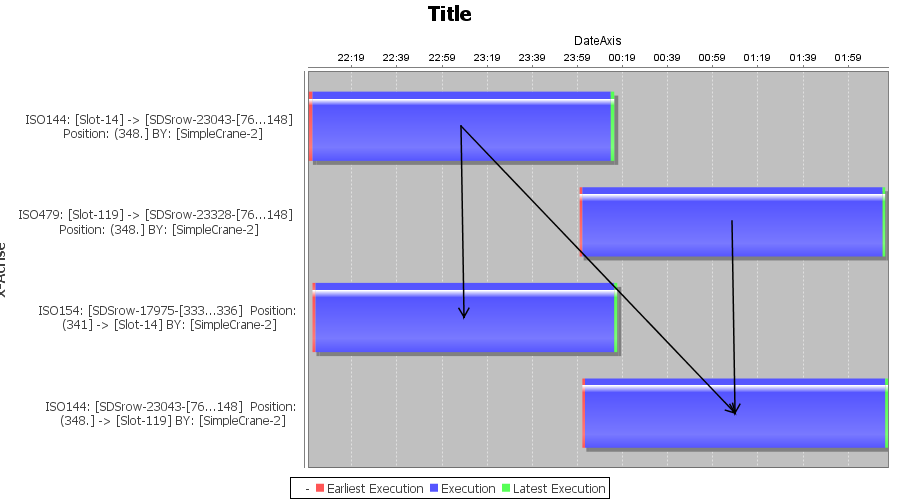 Title
DateAxis
22:19 22:39 22:59 23:19 23:39 23:59 00:19 00:39 00:59 01:19 01:39 01:59
ISO144: [Slot-14] -> [SDSrow-23043-[76...148]
Position: (348.] BY: [SimpleCrane-2]
ISO479: [Slot-119] -> [SDSrow-23328-[76...148]
Position: (348.] BY: [SimpleCrane-2]
ISO154: [SDSrow-17975-[333...336] Position:
(341] -> [Slot-14] BY: [SimpleCrane-2]
ISO144: [SDSrow-23043-[76...148] Position:
(348.] -> [Slot-119] BY: [SimpleCrane-2]
- Earliest Execution Execution Latest Execution